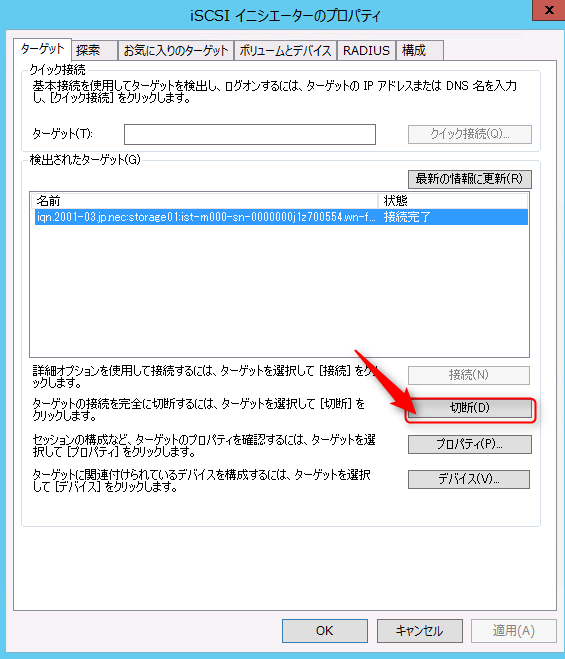 iSCSI イニシエーターのプロパティ
x
ターゲット 探索 お気に入りのターゲット ボリュームとデバイス RADIUS 構成
クイック接続
基本接続を使用してターゲットを検出し、ログオンするには、ターゲットの IP アドレスまたは DNS 名を入力
し、[クイック接続] をクリックします。
ターゲット(T):
クイック接続(Q)...
検出されたターゲット(G)
最新の情報に更新(R)
名前 状態
iqn.2001-03.jp.nec:storage01:ist-m000-sn-0000000j1z700554.wn-f... 接続完了
詳細オプションを使用して接続するには、ターゲットを選択して [接続] をクリ
ックします。
接続(N)
ターゲットの接続を完全に切断するには、ターゲットを選択して [切断] を
クリックします。
切断(D)
セッションの構成など、ターゲットのプロパティを確認するには、ターゲットを選
択して [プロパティ] をクリックします。
プロパティ(P)...
ターゲットに関連付けられているデバイスを構成するには、ターゲットを選択
して [デバイス] をクリックします。
デバイス(V)...
OK キャンセル 適用(A)